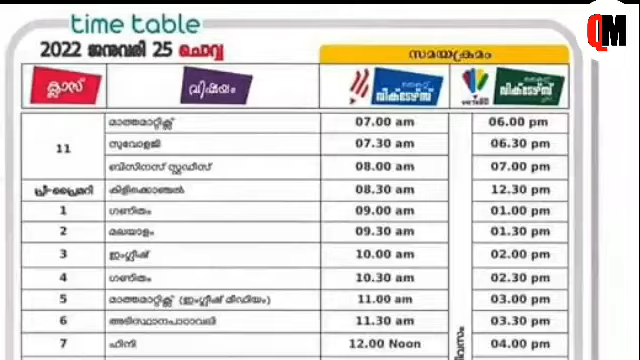 time table
2022 ജനുവരി 25 ചൊവ്വ
QM
സമയക്രമം
ക്ലാസ് വിഷയം കൈറ്റ് വിക്ടേഴ്സ് കൈറ്റ് വിക്ടേഴ്സ്
11 മാത്തമാറ്റിക്സ് 07.00 am 06.00 pm
സുവോളജി 07.30 am 06.30 pm
ബിസിനസ് സ്റ്റഡീസ് 08.00 am 07.00 pm
പ്രീ-പ്രൈമറി കിളിക്കൊഞ്ചൽ 08.30 am 12.30 pm
1 ഗണിതം 09.00 am 01.00 pm
2 മലയാളം 09.30 am 01.30 pm
3 ഇംഗ്ലീഷ് 10.00 am 02.00 pm
4 ഗണിതം 10.30 am 02.30 pm
5 മാത്തമാറ്റിക്സ് (ഇംഗ്ലീഷ് മീഡിയം) 11.00 am 03.00 pm
6 അടിസ്ഥാനപാഠാവലി 11.30 am 03.30 pm
7 ഹിന്ദി 12.00 Noon 04.00 pm